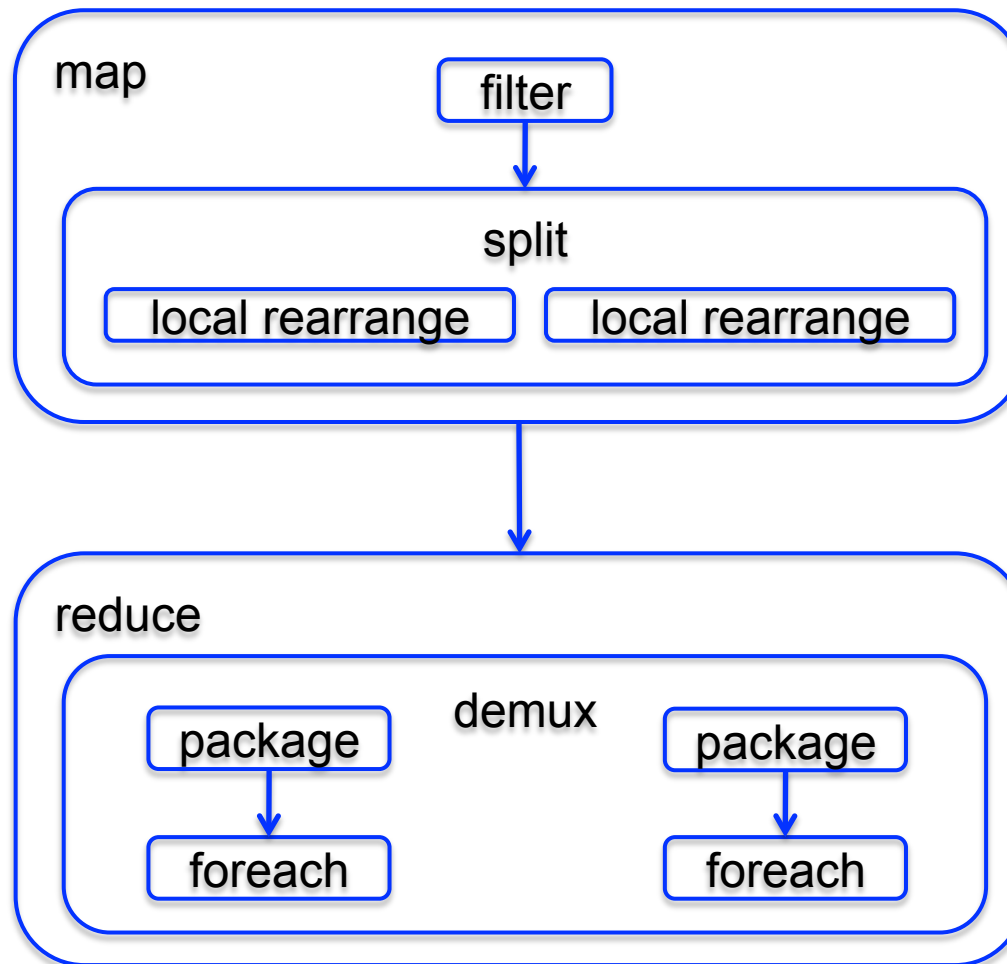 map
filter
split
local rearrange
local rearrange
reduce
demux
package
package
foreach
foreach